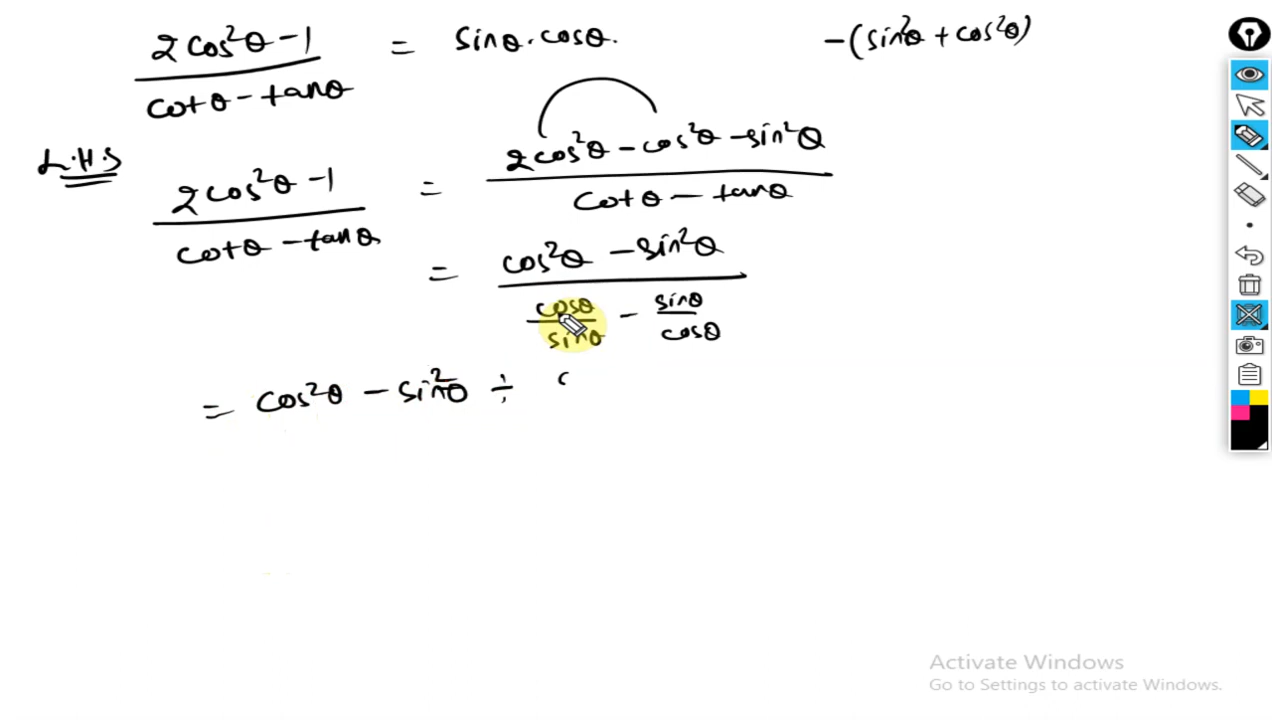 2cos²θ - 1 / cotθ - tanθ = sinθ·cosθ.
-(sin²θ + cos²θ)
L.H.S
2cos²θ - 1 / cotθ - tanθ = 2cos²θ - cos²θ - sin²θ / cotθ - tanθ
= cos²θ - sin²θ / cosθ/sinθ - sinθ/cosθ
= cos²θ - sin²θ ÷
Activate Windows
Go to Settings to activate Windows.